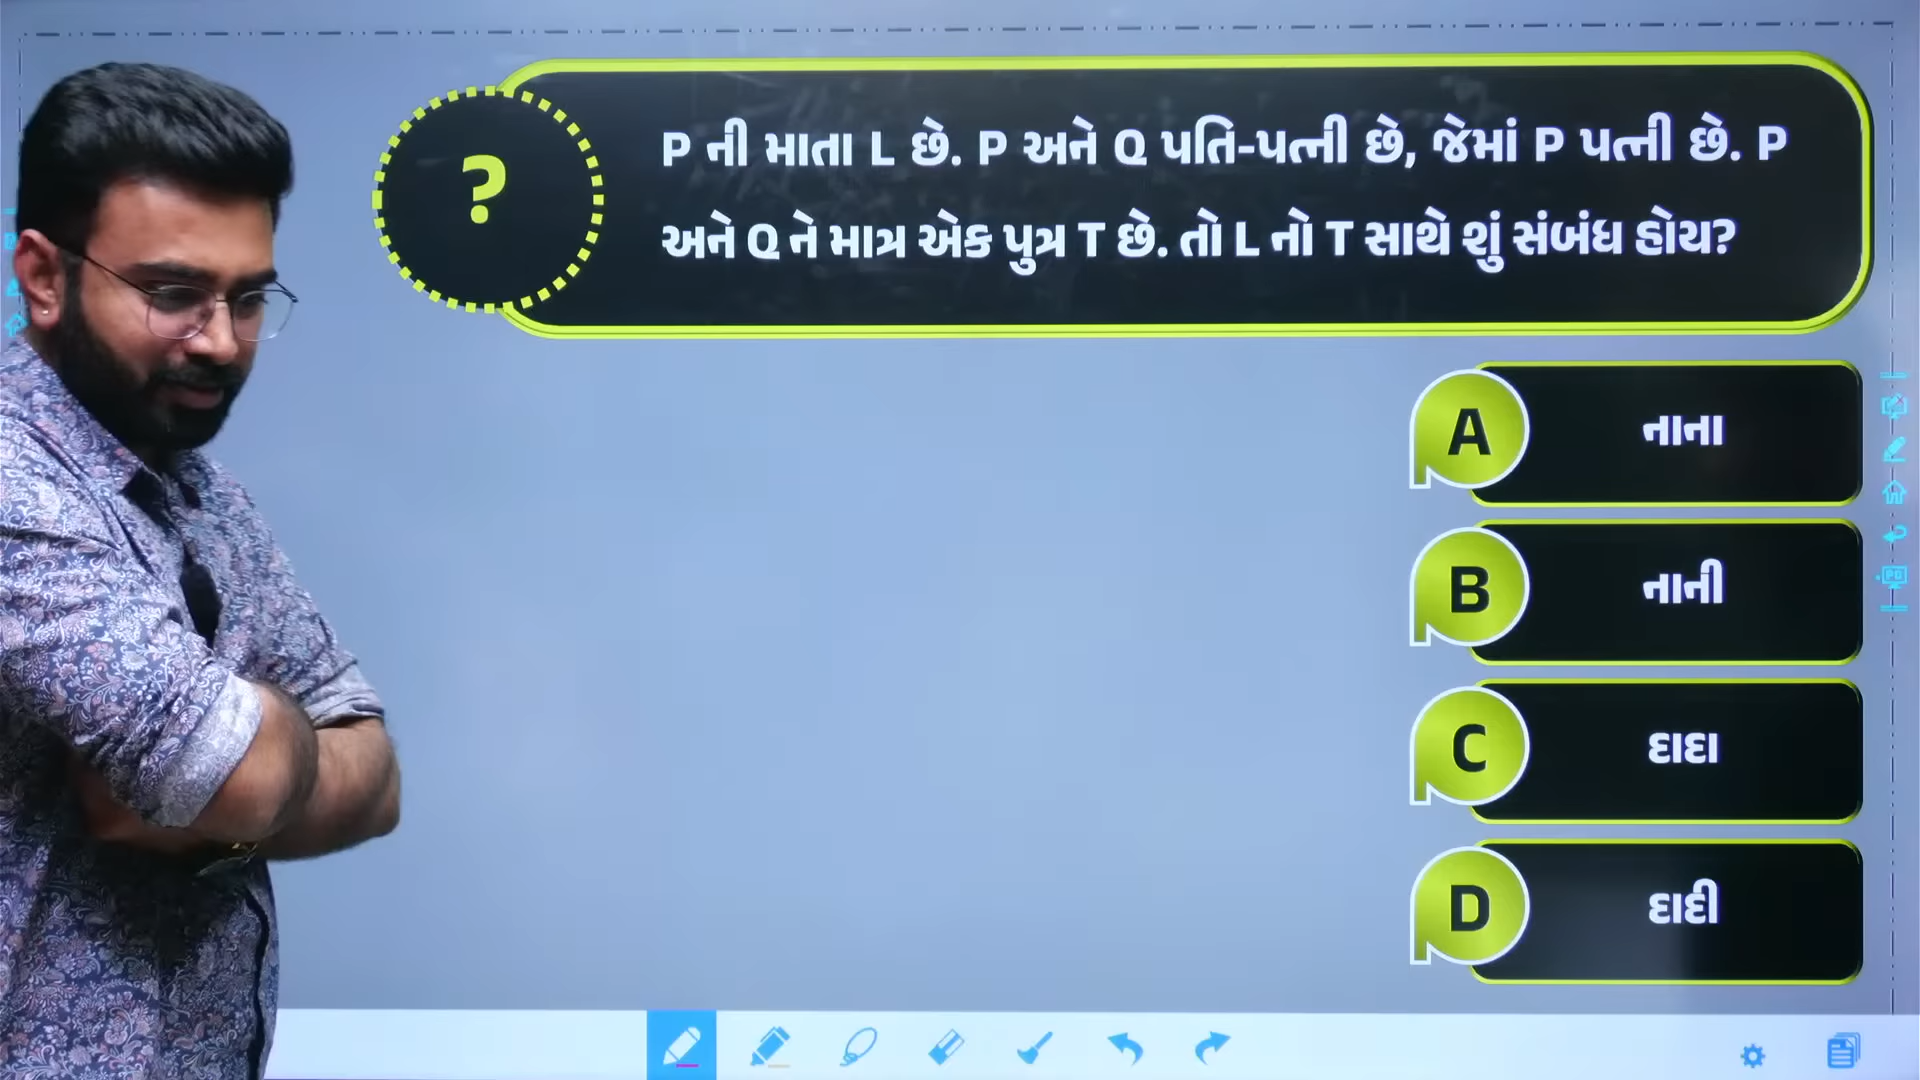 ?
P ની માતા L છે. P અને Q પતિ-પત્ની છે, જેમાં P પત્ની છે. P
અને Q ને માત્ર એક પુત્ર T છે. તો L નો T સાથે શું સંબંધ હોય?
A નાના
B નાની
C દાદા
D દાદી